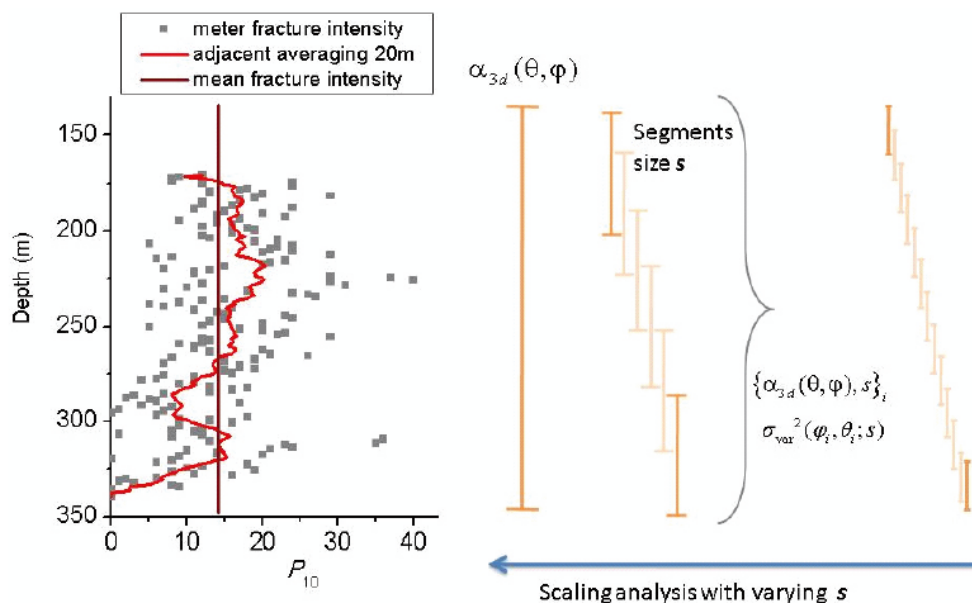 meter fracture intensity
adjacent averaging 20m
mean fracture intensity
150
200
250
300
350
Depth (m)
0
10
20
30
40
P₁₀
α₃d(θ,φ)
Segments
size s
{α₃d(θ,φ),s}ᵢ
σvar²(φᵢ,θᵢ;s)
Scaling analysis with varying s